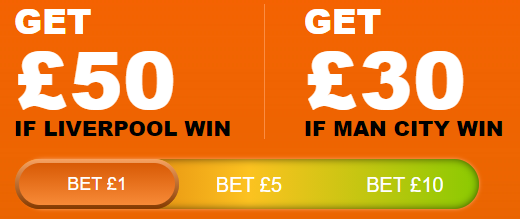 GET
£50
IF LIVERPOOL WIN
GET
£30
IF MAN CITY WIN
BET £1
BET £5
BET £10